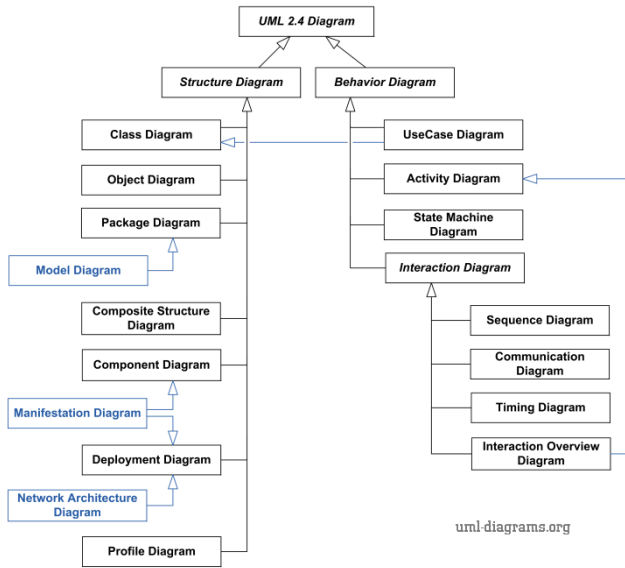 UML 2.4 Diagram
Structure Diagram
Behavior Diagram
Class Diagram
UseCase Diagram
Object Diagram
Activity Diagram
Package Diagram
State Machine
Diagram
Model Diagram
Interaction Diagram
Composite Structure
Diagram
Sequence Diagram
Component Diagram
Communication
Diagram
Manifestation Diagram
Timing Diagram
Deployment Diagram
Interaction Overview
Diagram
Network Architecture
Diagram
uml-diagrams.org
Profile Diagram